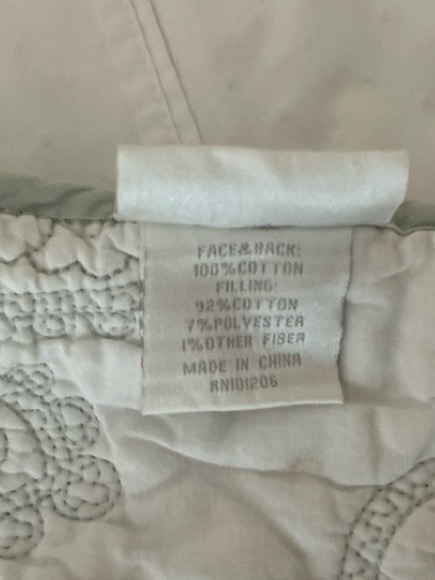 FACE&BACK:
100%COTTON
FILLING:
92%COTTON
7%POLYESTER
1%OTHER FIBER
MADE IN CHINA
RN101206